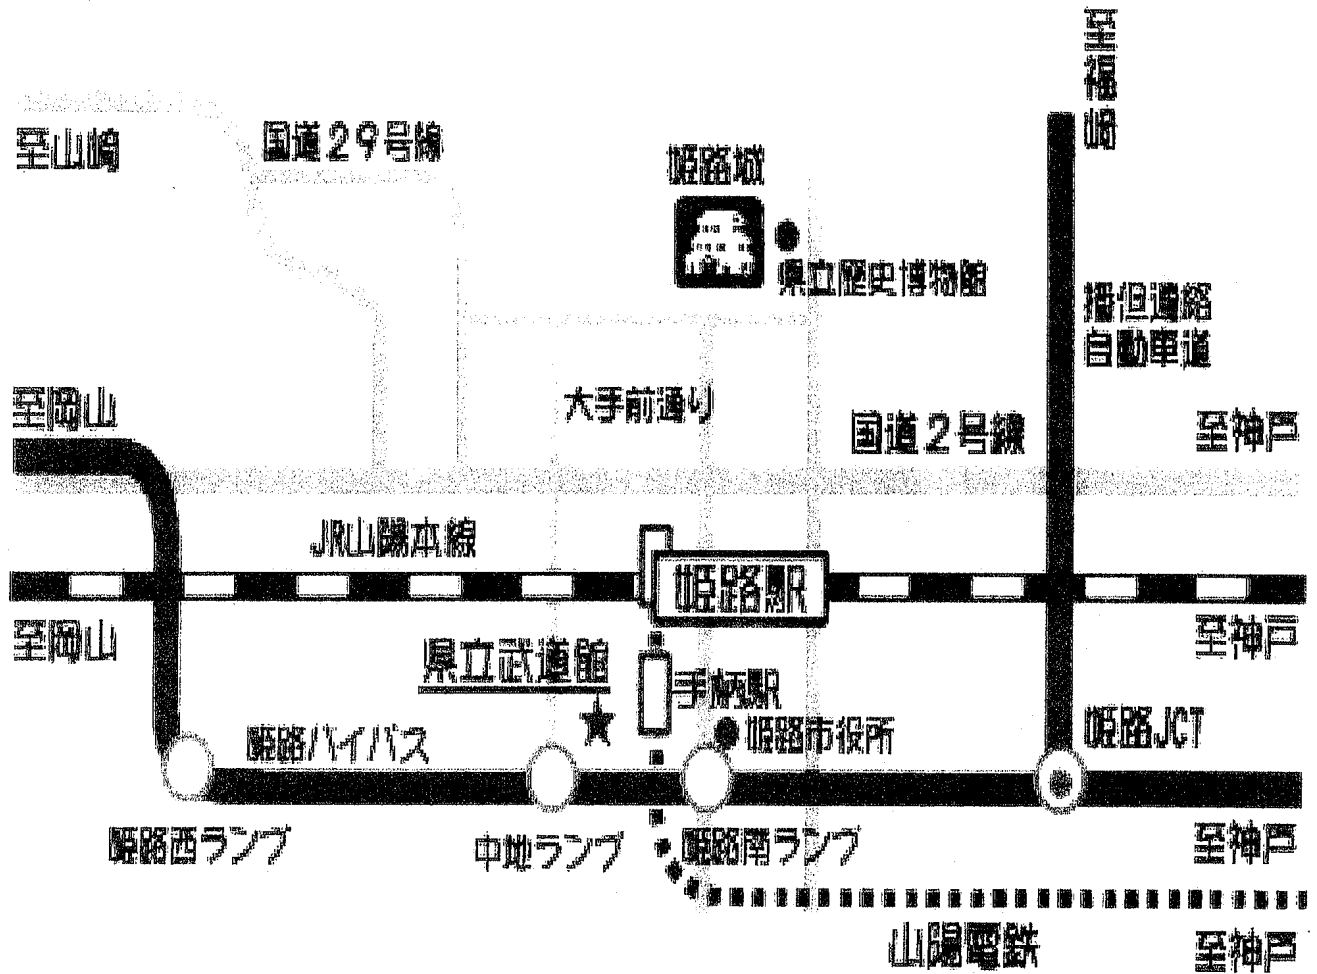 至福崎
至山崎
国道29号線
姫路城
県立歴史博物館
播但連絡
自動車道
至岡山
大手前通り
国道2号線
至神戸
JR山陽本線
姫路駅
至岡山
至神戸
県立武道館
手柄駅
姫路市役所
姫路バイパス
姫路JCT
姫路西ランプ
中地ランプ
姫路南ランプ
至神戸
山陽電鉄
至神戸